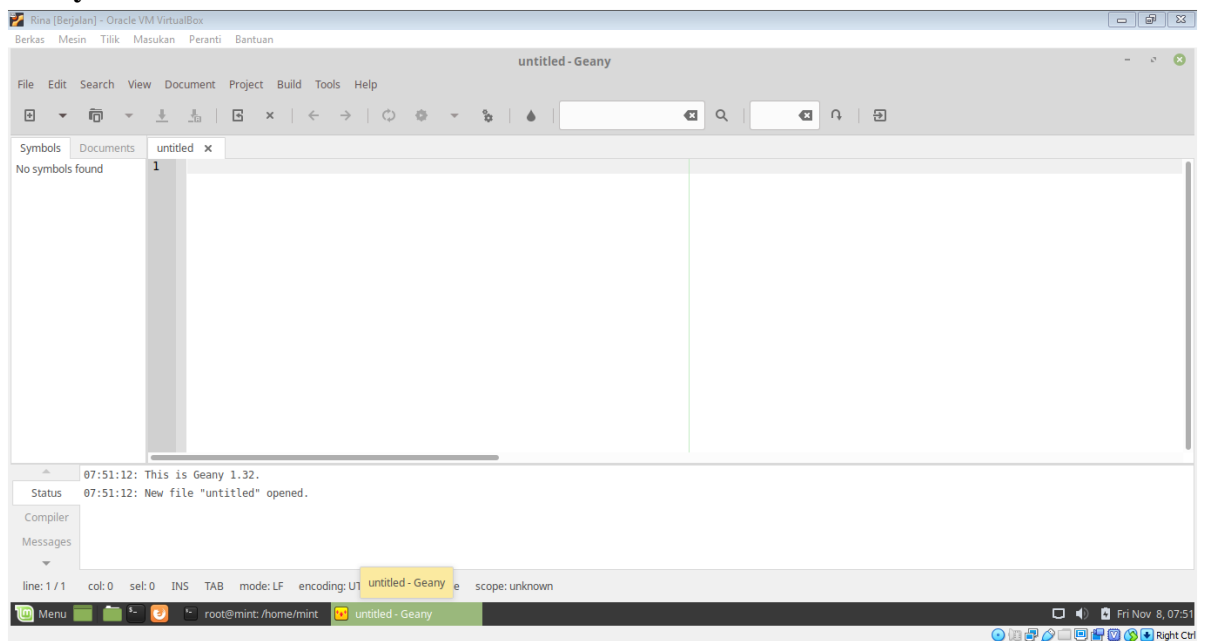 Rina [Berjalan] - Oracle VM VirtualBox
Berkas Mesin Tilik Masukan Peranti Bantuan
untitled - Geany
File Edit Search View Document Project Build Tools Help
Symbols Documents untitled
No symbols found 1
07:51:12: This is Geany 1.32.
Status 07:51:12: New file "untitled" opened.
Compiler
Messages
line: 1 / 1 col: 0 sel: 0 INS TAB mode: LF encoding: UT untitled - Geany e scope: unknown
Menu root@mint: /home/mint untitled - Geany Fri Nov 8, 07:51
Right Ctrl